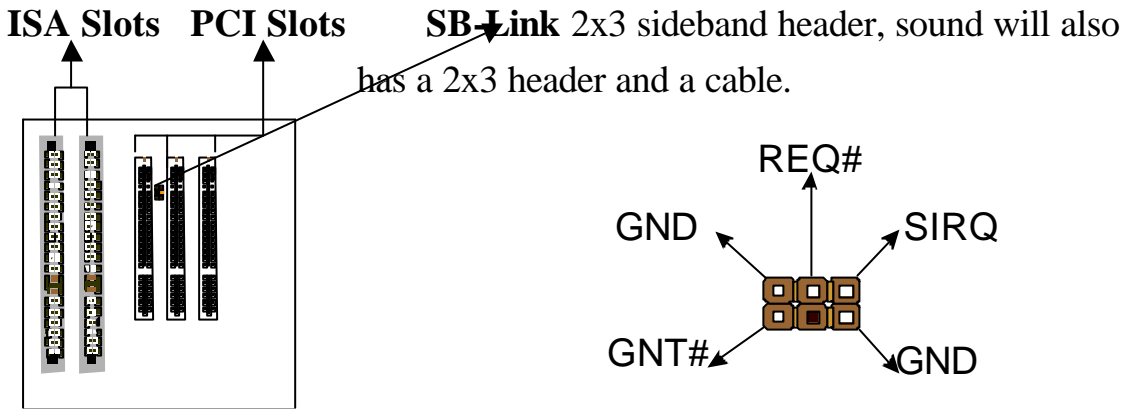 ISA Slots PCI Slots SB-Link 2x3 sideband header, sound will also
has a 2x3 header and a cable.
REQ#
GND SIRQ
GNT# GND